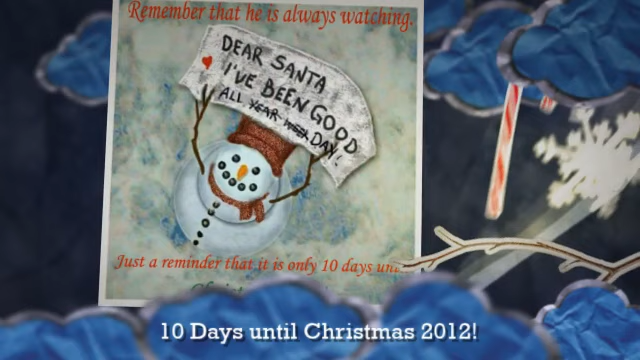 Remember that he is always watching.
DEAR SANTA
I'VE BEEN GOOD
ALL YEAR WEEK DAY!
Just a reminder that it is only 10 days
10 Days until Christmas 2012!